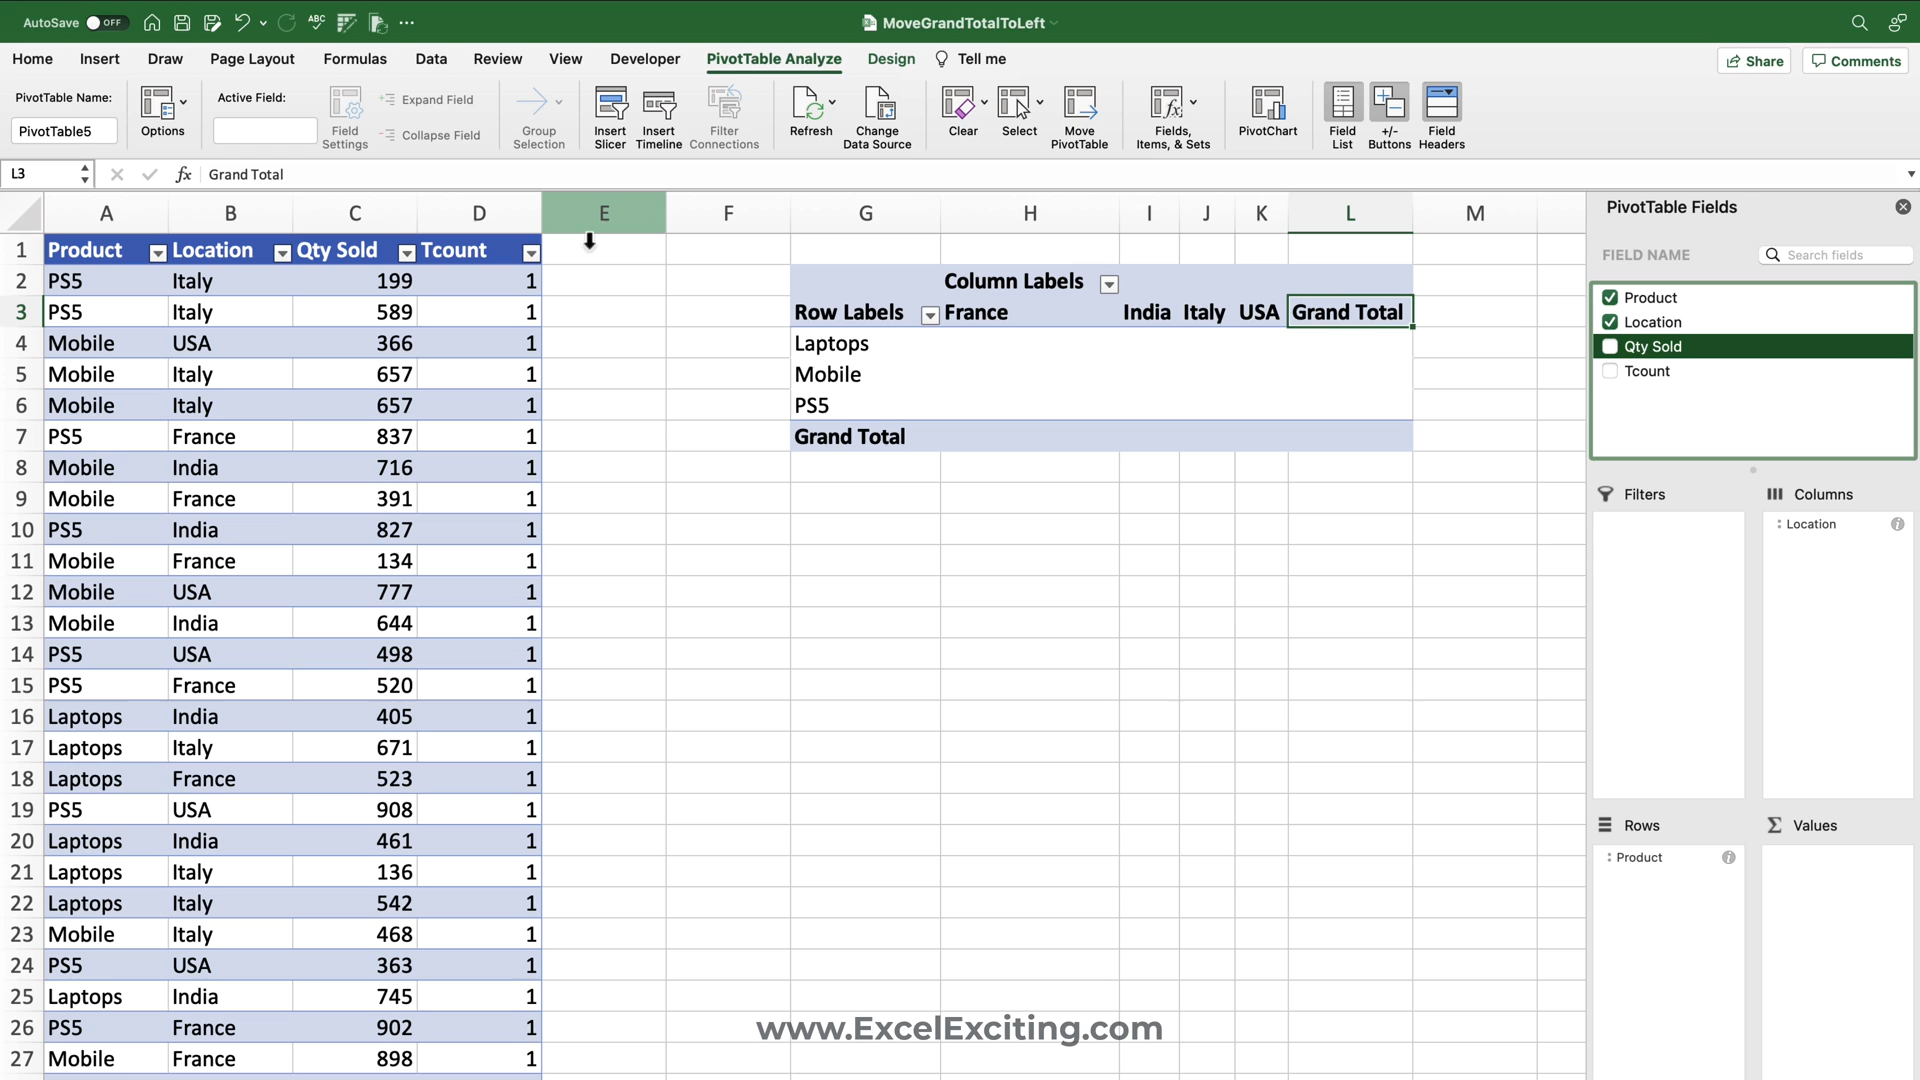 AutoSave OFF ABC ... MoveGrandTotalToLeft
Home Insert Draw Page Layout Formulas Data Review View Developer PivotTable Analyze Design Tell me Share Comments
PivotTable Name:
PivotTable5
Options
Active Field:
Field Settings
Expand Field
Collapse Field
Group Selection
Insert Slicer
Insert Timeline
Filter Connections
Refresh
Change Data Source
Clear
Select
Move PivotTable
Fields, Items, & Sets
PivotChart
Field List
+/- Buttons
Field Headers
L3 fx Grand Total
A B C D E F G H I J K L M
1 Product Location Qty Sold Tcount
2 PS5 Italy 199 1 Column Labels
3 PS5 Italy 589 1 Row Labels France India Italy USA Grand Total
4 Mobile USA 366 1 Laptops
5 Mobile Italy 657 1 Mobile
6 Mobile Italy 657 1 PS5
7 PS5 France 837 1 Grand Total
8 Mobile India 716 1
9 Mobile France 391 1
10 PS5 India 827 1
11 Mobile France 134 1
12 Mobile USA 777 1
13 Mobile India 644 1
14 PS5 USA 498 1
15 PS5 France 520 1
16 Laptops India 405 1
17 Laptops Italy 671 1
18 Laptops France 523 1
19 PS5 USA 908 1
20 Laptops India 461 1
21 Laptops Italy 136 1
22 Laptops Italy 542 1
23 Mobile Italy 468 1
24 PS5 USA 363 1
25 Laptops India 745 1
26 PS5 France 902 1
27 Mobile France 898 1
www.ExcelExciting.com
PivotTable Fields
FIELD NAME Search fields
Product
Location
Qty Sold
Tcount
Filters Columns
Location
Rows Values
Product